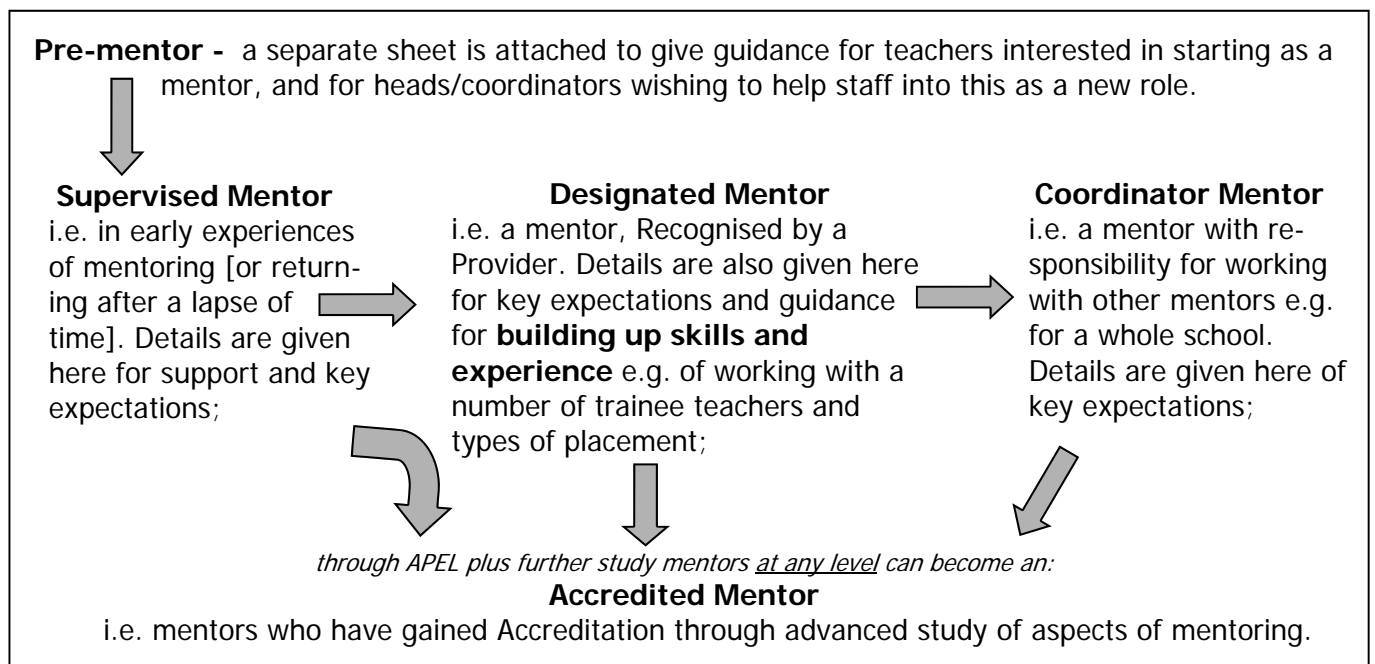 Pre-mentor - a separate sheet is attached to give guidance for teachers interested in starting as a
mentor, and for heads/coordinators wishing to help staff into this as a new role.
Supervised Mentor
i.e. in early experiences
of mentoring [or return-
ing after a lapse of
time]. Details are given
here for support and key
expectations;
Designated Mentor
i.e. a mentor, Recognised by a
Provider. Details are also given here
for key expectations and guidance
for building up skills and
experience e.g. of working with a
number of trainee teachers and
types of placement;
Coordinator Mentor
i.e. a mentor with re-
sponsibility for working
with other mentors e.g.
for a whole school.
Details are given here of
key expectations;
through APEL plus further study mentors at any level can become an:
Accredited Mentor
i.e. mentors who have gained Accreditation through advanced study of aspects of mentoring.